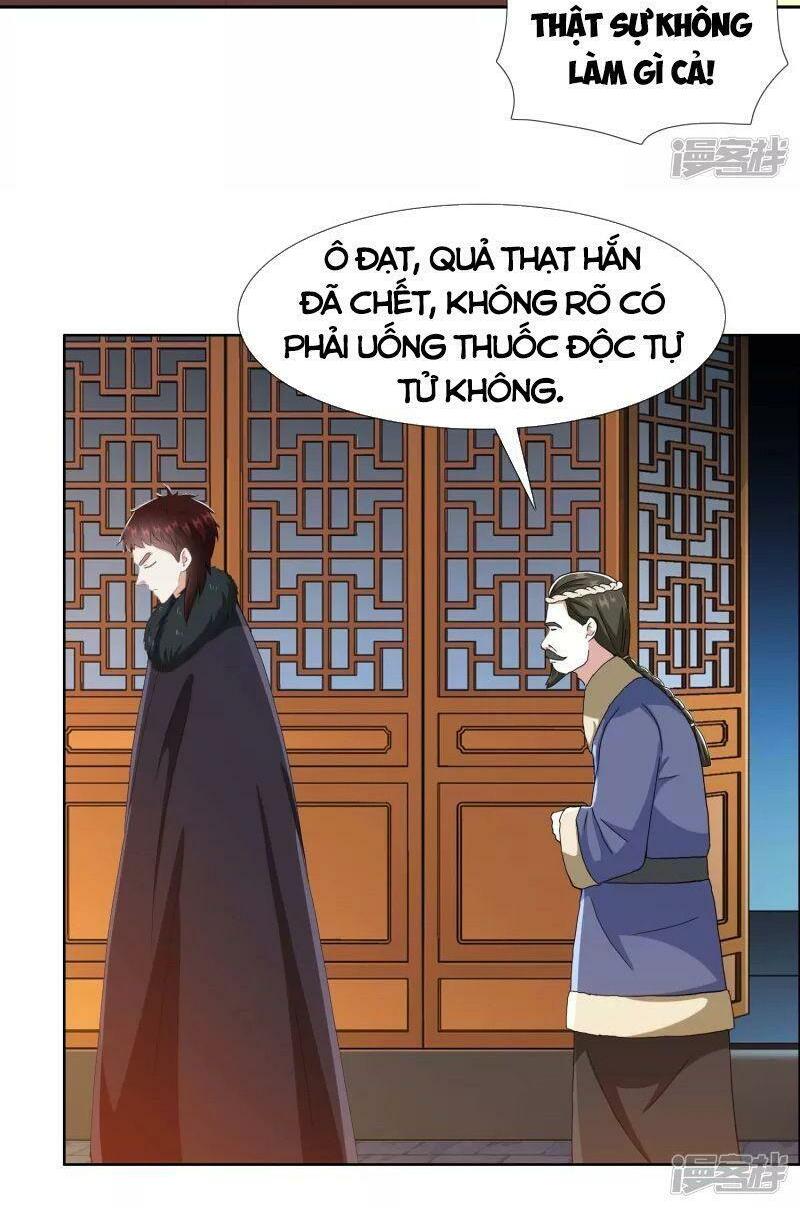 THẬT SỰ KHÔNG
LÀM GÌ CẢ!
漫客栈
Ô ĐẠT, QUẢ THẠT HẮN
ĐÃ CHẾT, KHÔNG RÕ CÓ
PHẢI UỐNG THUỐC ĐỘC TỰ
TỬ KHÔNG.
漫客栈